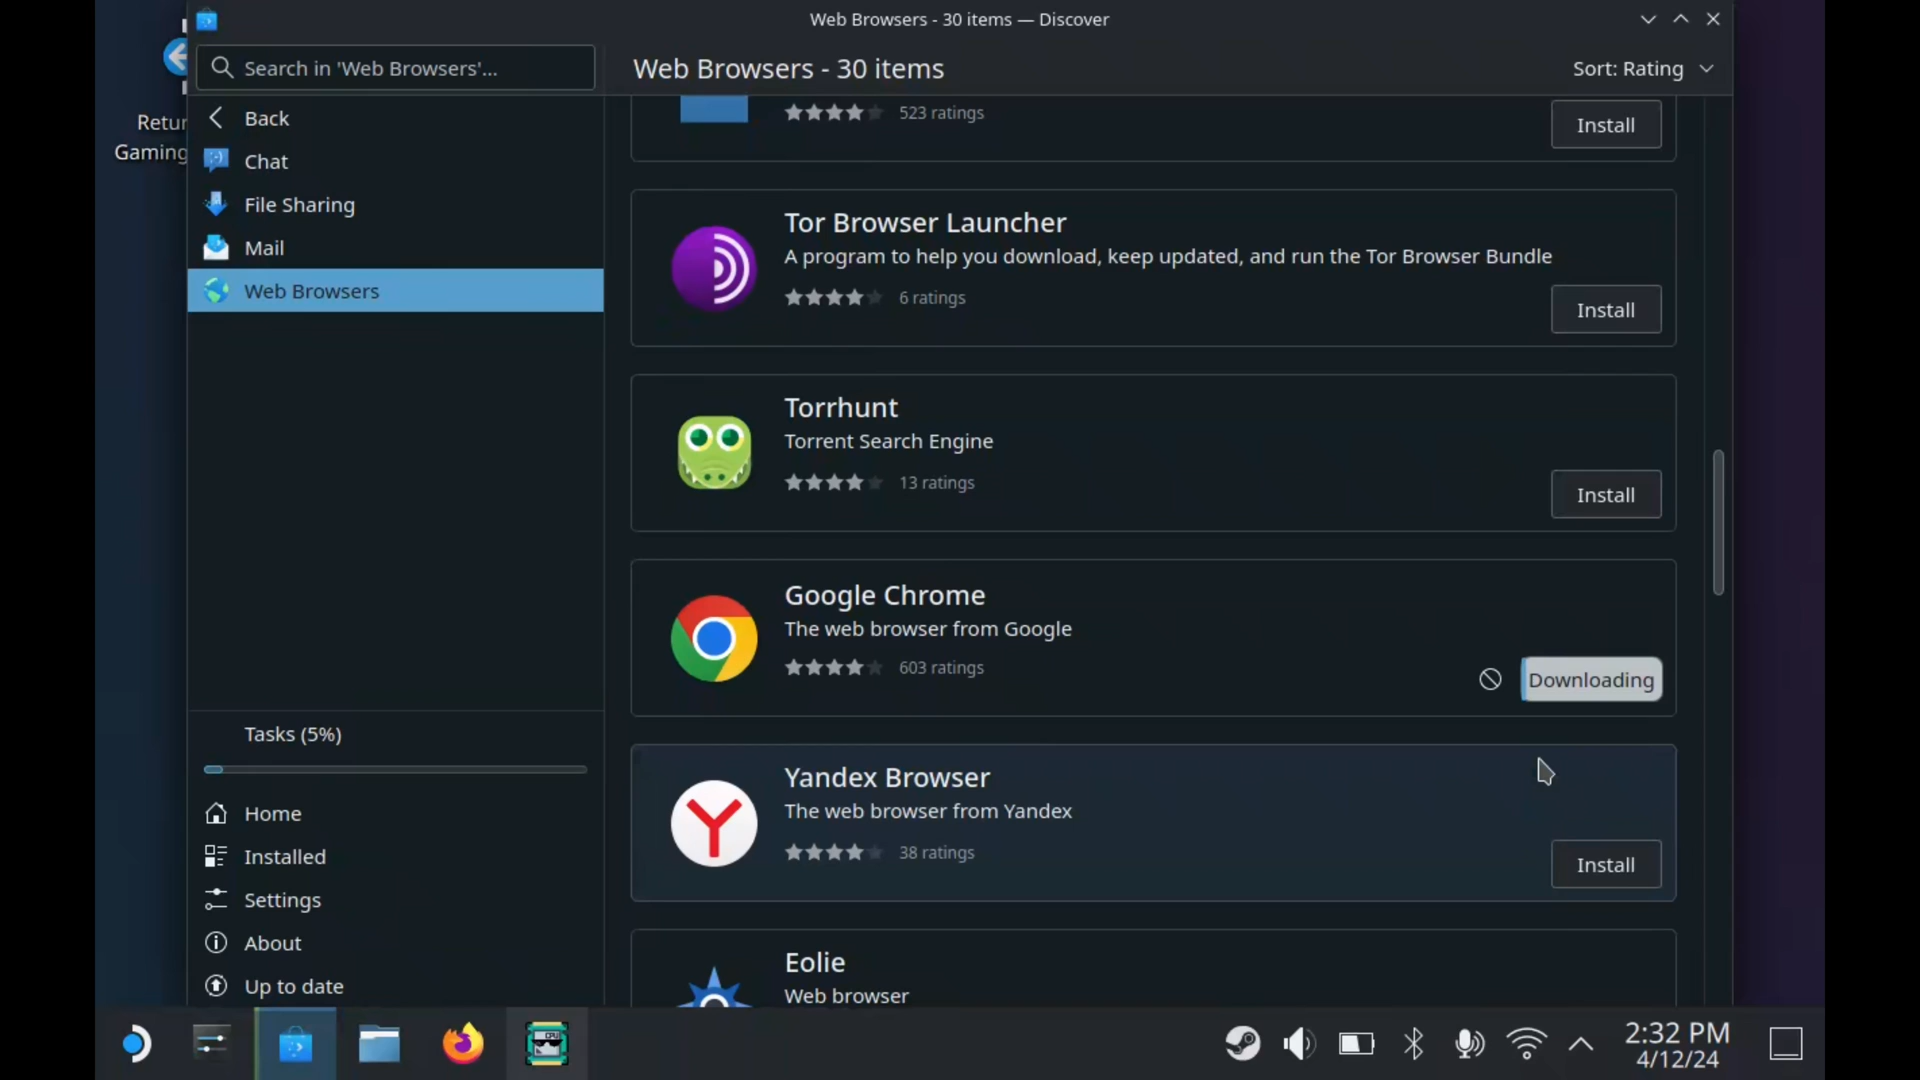 Web Browsers - 30 items — Discover
Search in 'Web Browsers'...
Web Browsers - 30 items
Sort: Rating
Retur
Gaming
Back
Chat
File Sharing
Mail
Web Browsers
523 ratings
Install
Tor Browser Launcher
A program to help you download, keep updated, and run the Tor Browser Bundle
6 ratings
Install
Torrhunt
Torrent Search Engine
13 ratings
Install
Google Chrome
The web browser from Google
603 ratings
Downloading
Yandex Browser
The web browser from Yandex
38 ratings
Install
Eolie
Web browser
Tasks (5%)
Home
Installed
Settings
About
Up to date
CPU
2:32 PM
4/12/24